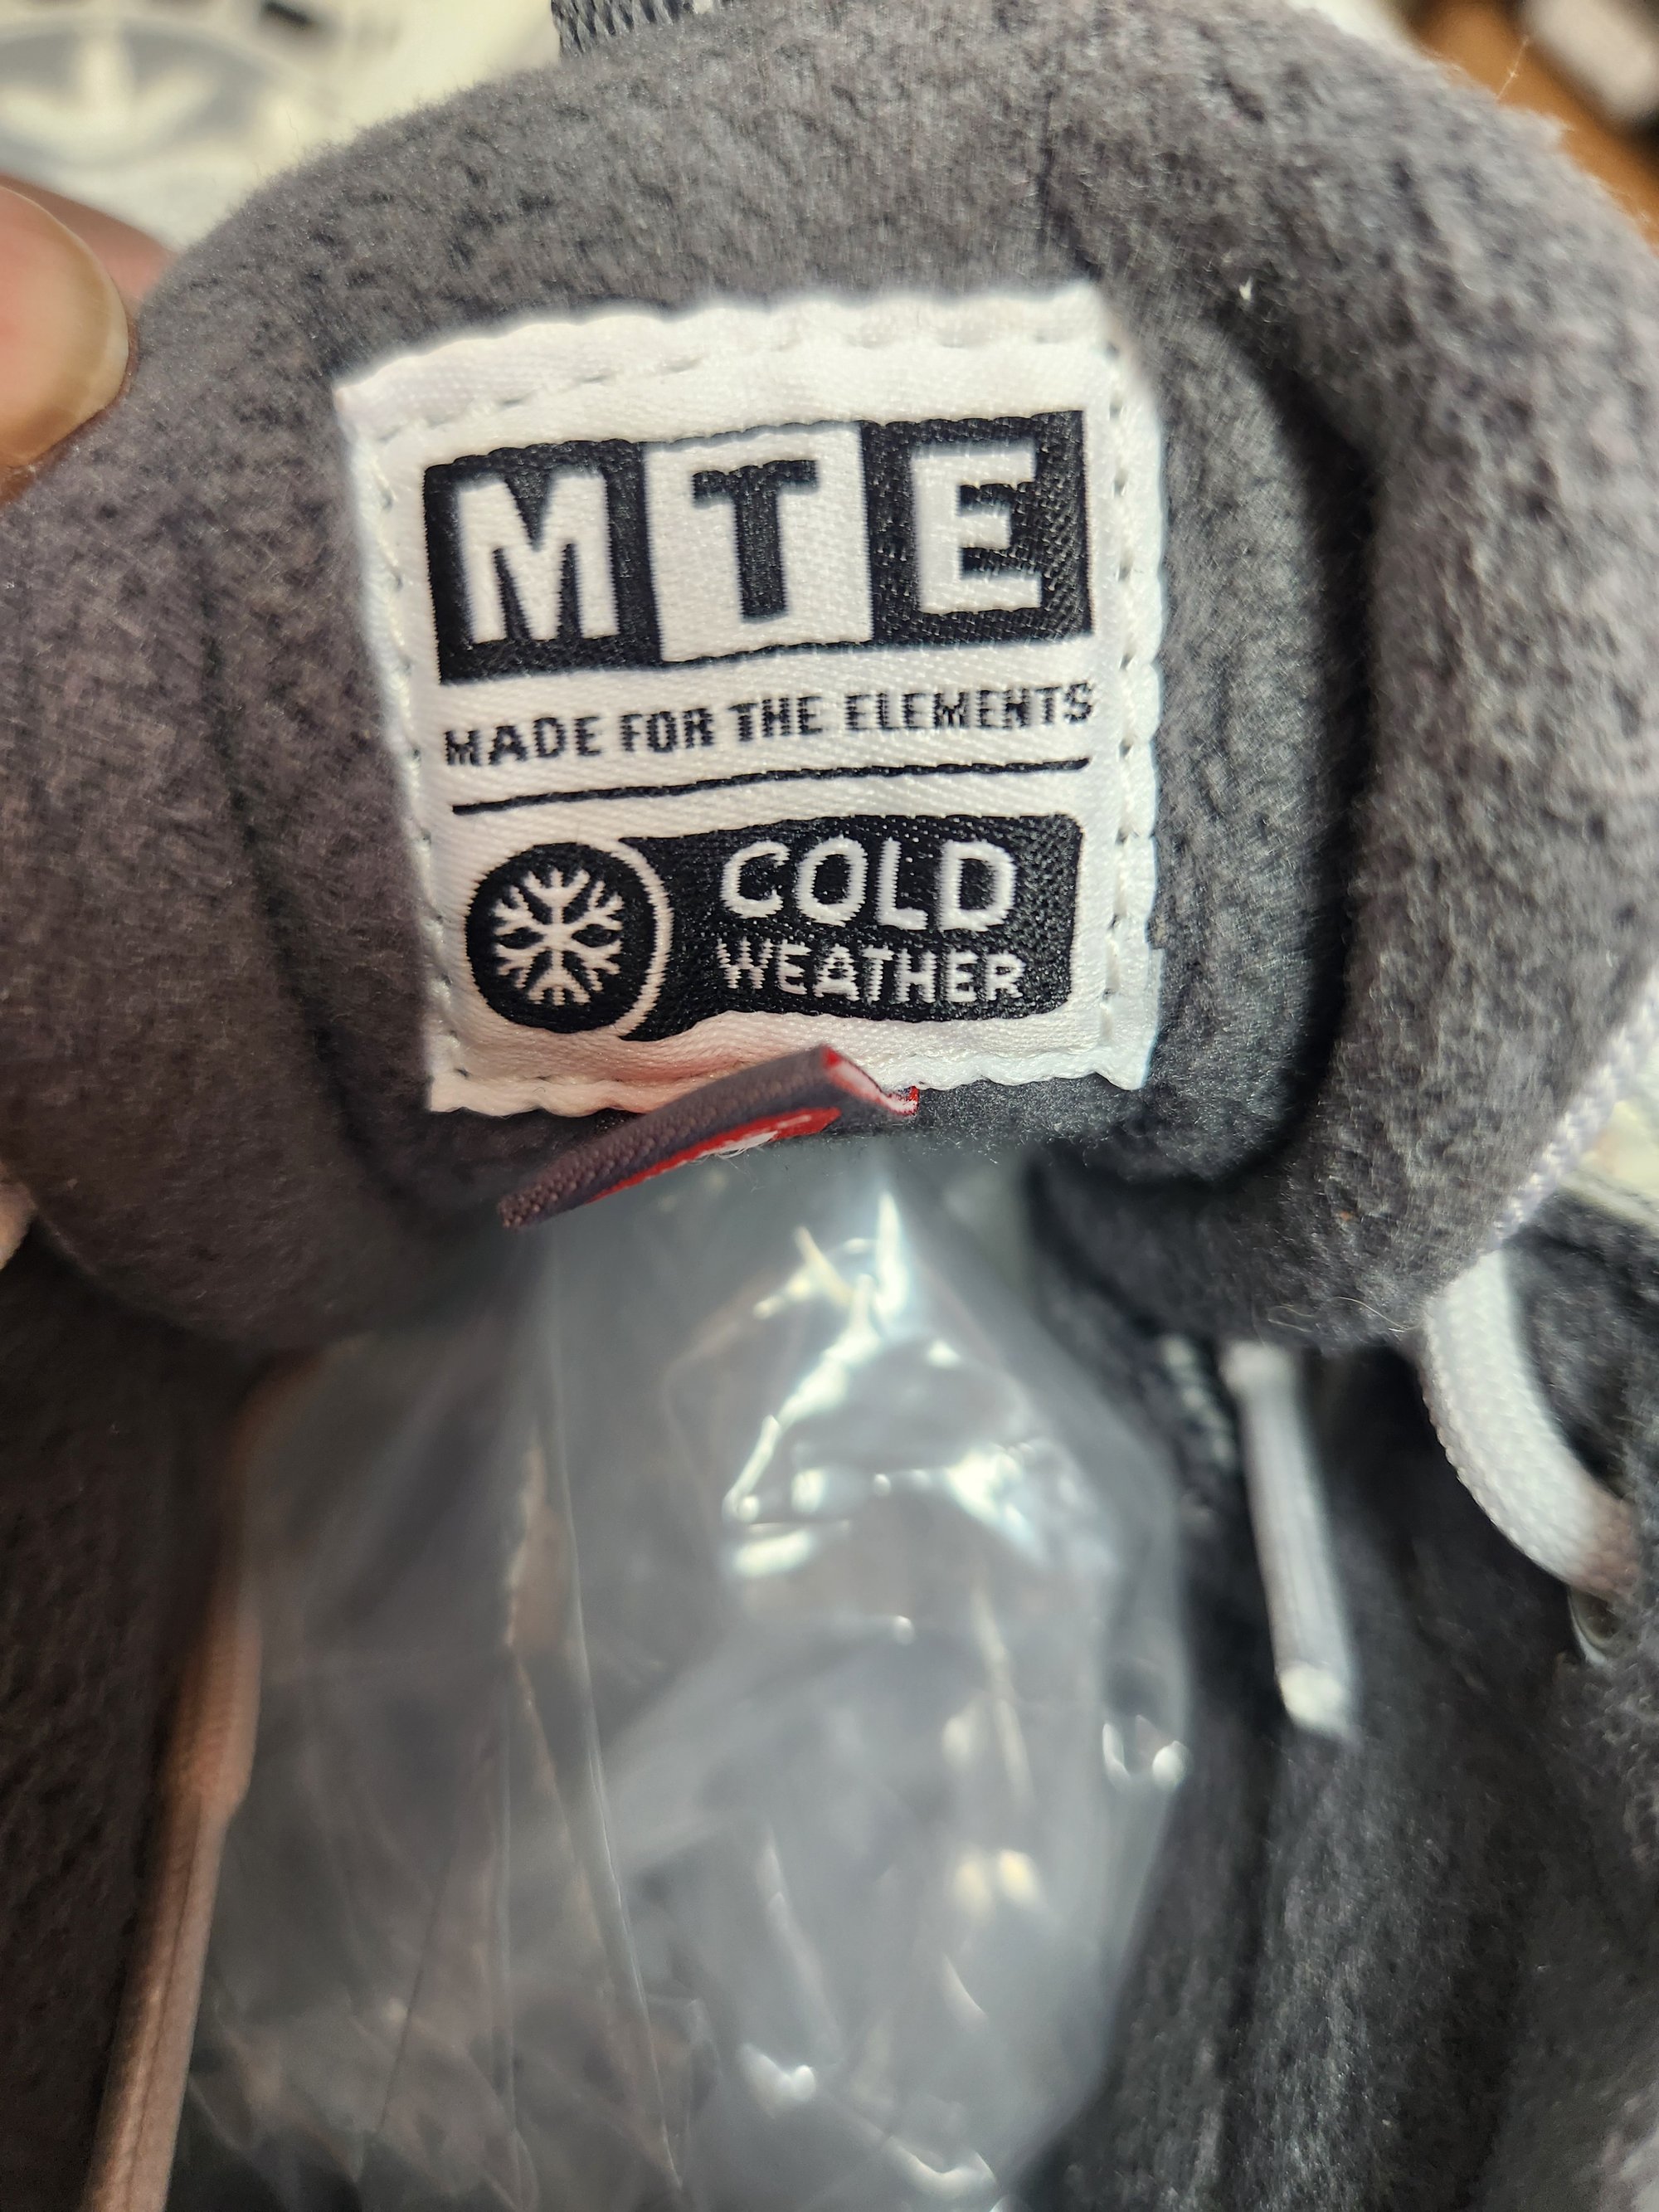 MTE
MADE FOR THE ELEMENTS
COLD
WEATHER